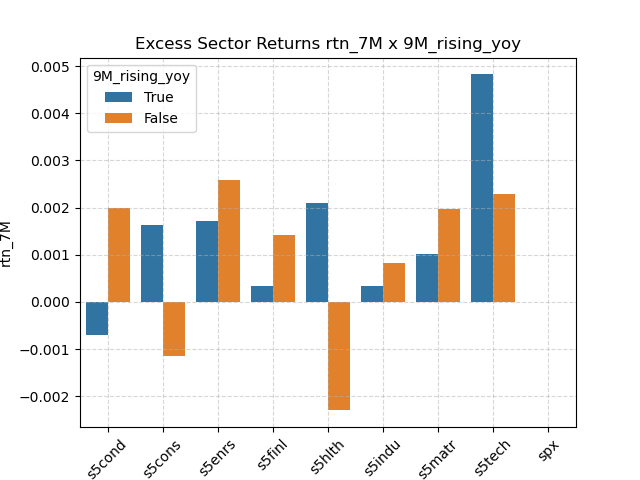 Excess Sector Returns rtn_7M x 9M_rising_yoy
9M_rising_yoy
True
False
rtn_7M
0.005
0.004
0.003
0.002
0.001
0.000
−0.001
−0.002
s5cond
s5cons
s5enrs
s5finl
s5hlth
s5indu
s5matr
s5tech
spx